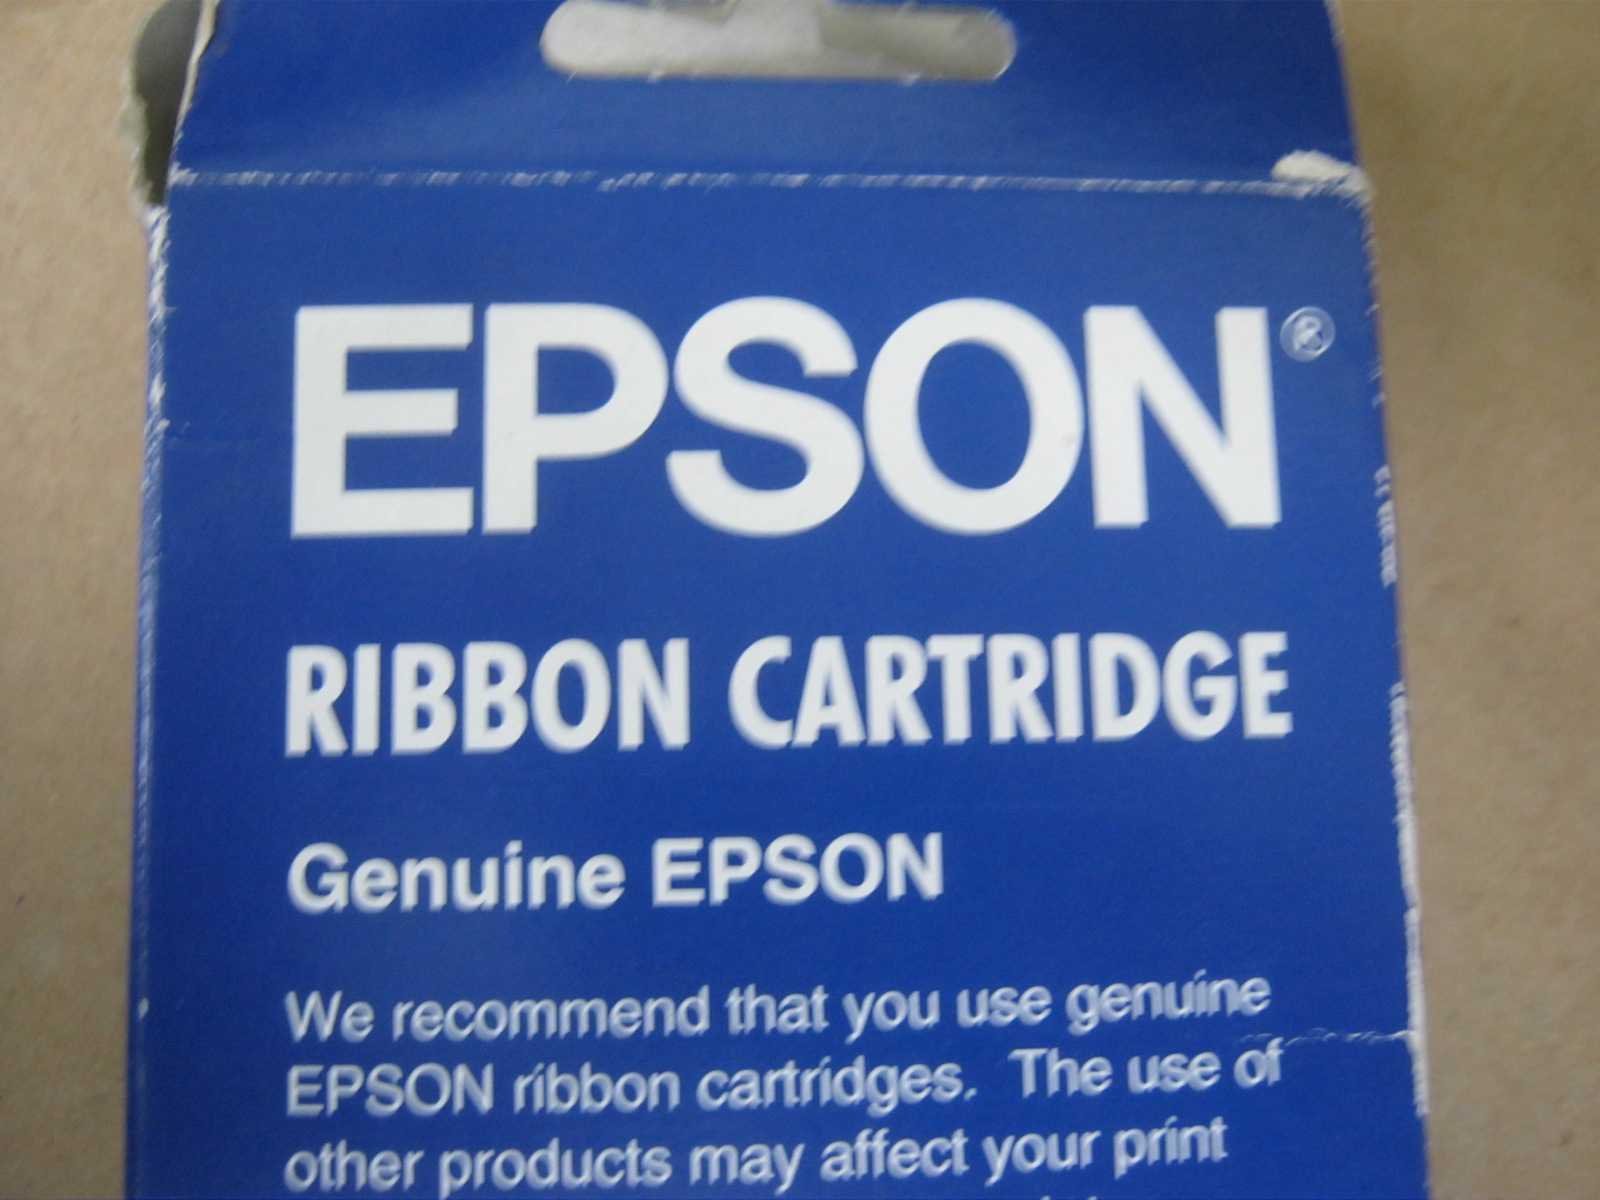 EPSON®
RIBBON CARTRIDGE
Genuine EPSON
We recommend that you use genuine
EPSON ribbon cartridges. The use of
other products may affect your print